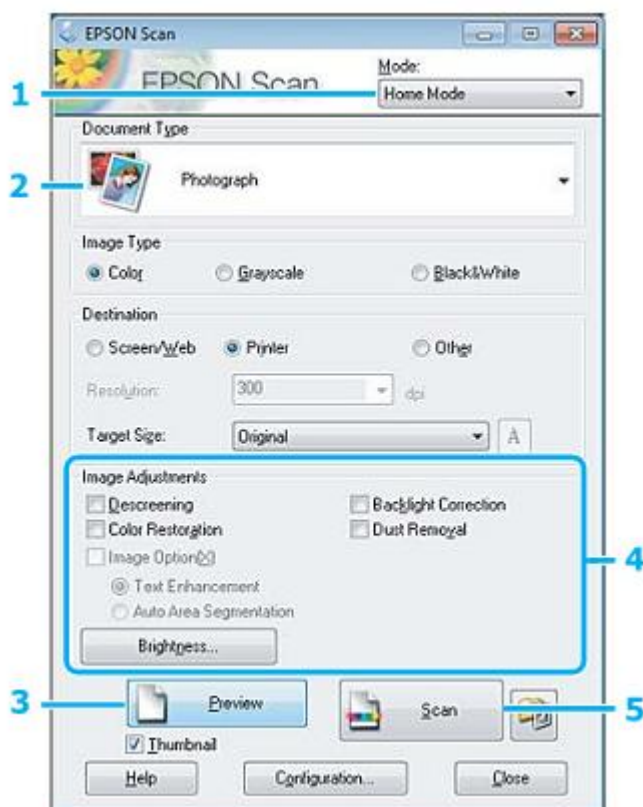 EPSON Scan
EPSON Scan
Mode:
1
Home Mode
Document Type
2
Photograph
Image Type
Color
Grayscale
Black&White
Destination
Screen/Web
Printer
Other
Resolution:
300
dpi
Target Size:
Original
A
Image Adjustments
Descreening
Backlight Correction
Color Restoration
Dust Removal
Image Option(X)
4
Text Enhancement
Auto Area Segmentation
Brightness...
3
Preview
Scan
5
Thumbnail
Help
Configuration...
Close